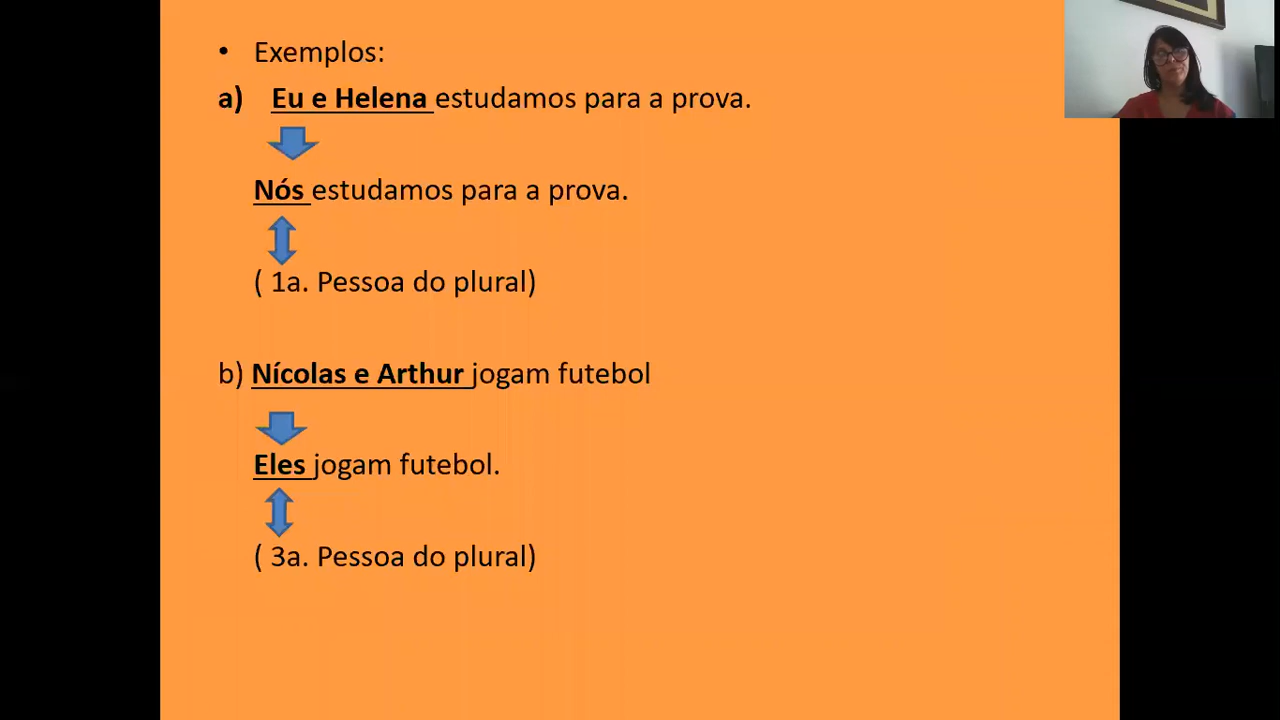 • Exemplos:
a) Eu e Helena estudamos para a prova.
Nós estudamos para a prova.
( 1a. Pessoa do plural)
b) Nícolas e Arthur jogam futebol
Eles jogam futebol.
( 3a. Pessoa do plural)